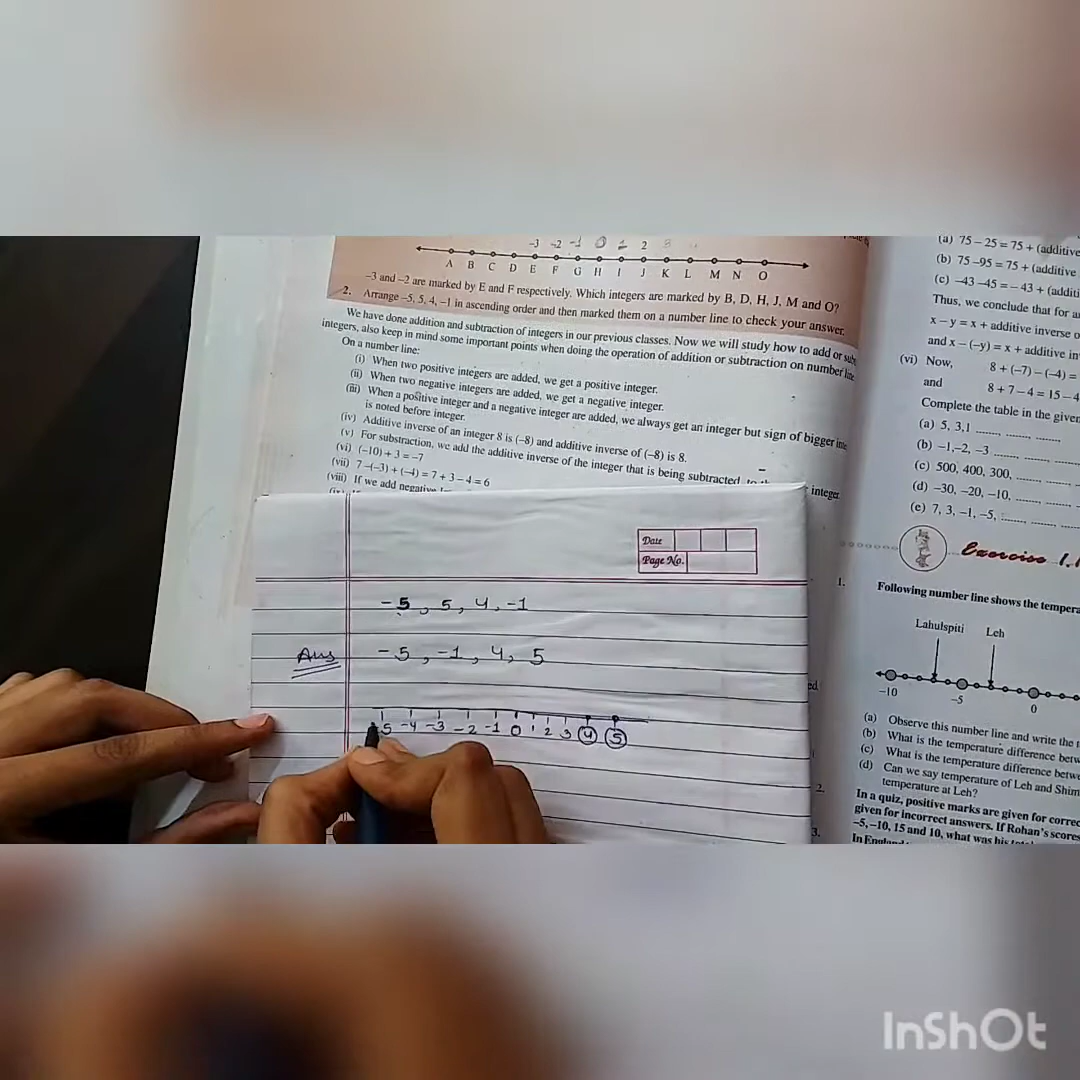 -3 -2 -1 0 1 2 3
A B C D E F G H I J K L M N O
-3 and -2 are marked by E and F respectively. Which integers are marked by B, D, H, J, M and O?
2. Arrange -5, 5, 4, -1 in ascending order and then marked them on a number line to check your answer.
We have done addition and subtraction of integers in our previous classes. Now we will study how to add or
integers, also keep in mind some important points when doing the operation of addition or subtraction on number line
On a number line:
(i) When two positive integers are added, we get a positive integer.
(ii) When two negative integers are added, we get a negative integer.
(iii) When a positive integer and a negative integer are added, we always get an integer but sign of bigger
is noted before integer.
(iv) Additive inverse of an integer 8 is (-8) and additive inverse of (-8) is 8.
(v) For substraction, we add the additive inverse of the integer that is being subtracted, integer.
(vi) (-10) + 3 = -7
(vii) 7-(-3) + (-4) = 7 + 3 - 4 = 6
(viii) If we add negative
Date
Page No.
-5, 5, 4, -1
Ans -5, -1, 4, 5
-5 -4 -3 -2 -1 0 1 2 3 4 5
(a) 75 - 25 = 75 + (additive
(b) 75 -95 = 75 + (additive
(c) -43 -45 = - 43 + (additi
Thus, we conclude that for a
x - y = x + additive inverse o
and x - (-y) = x + additive in
(vi) Now, 8 + (-7) - (-4) =
and 8 + 7 - 4 = 15 - 4
Complete the table in the given
(a) 5, 3,1 ........, ........, ........
(b) -1,-2, -3 ........, ........,
(c) 500, 400, 300, ........,
(d) -30, -20, -10, ........,
(e) 7, 3, -1, -5, ........, ........,
Exercise 1.1
1. Following number line shows the tempera
Lahulspiti Leh
-10 -5 0
(a) Observe this number line and write the t
(b) What is the temperature difference betw
(c) What is the temperature difference betwe
(d) Can we say temperature of Leh and Shim
temperature at Leh?
2. In a quiz, positive marks are given for correc
given for incorrect answers. If Rohan's scores
-5, -10, 15 and 10, what was his
3. In England
InShOt